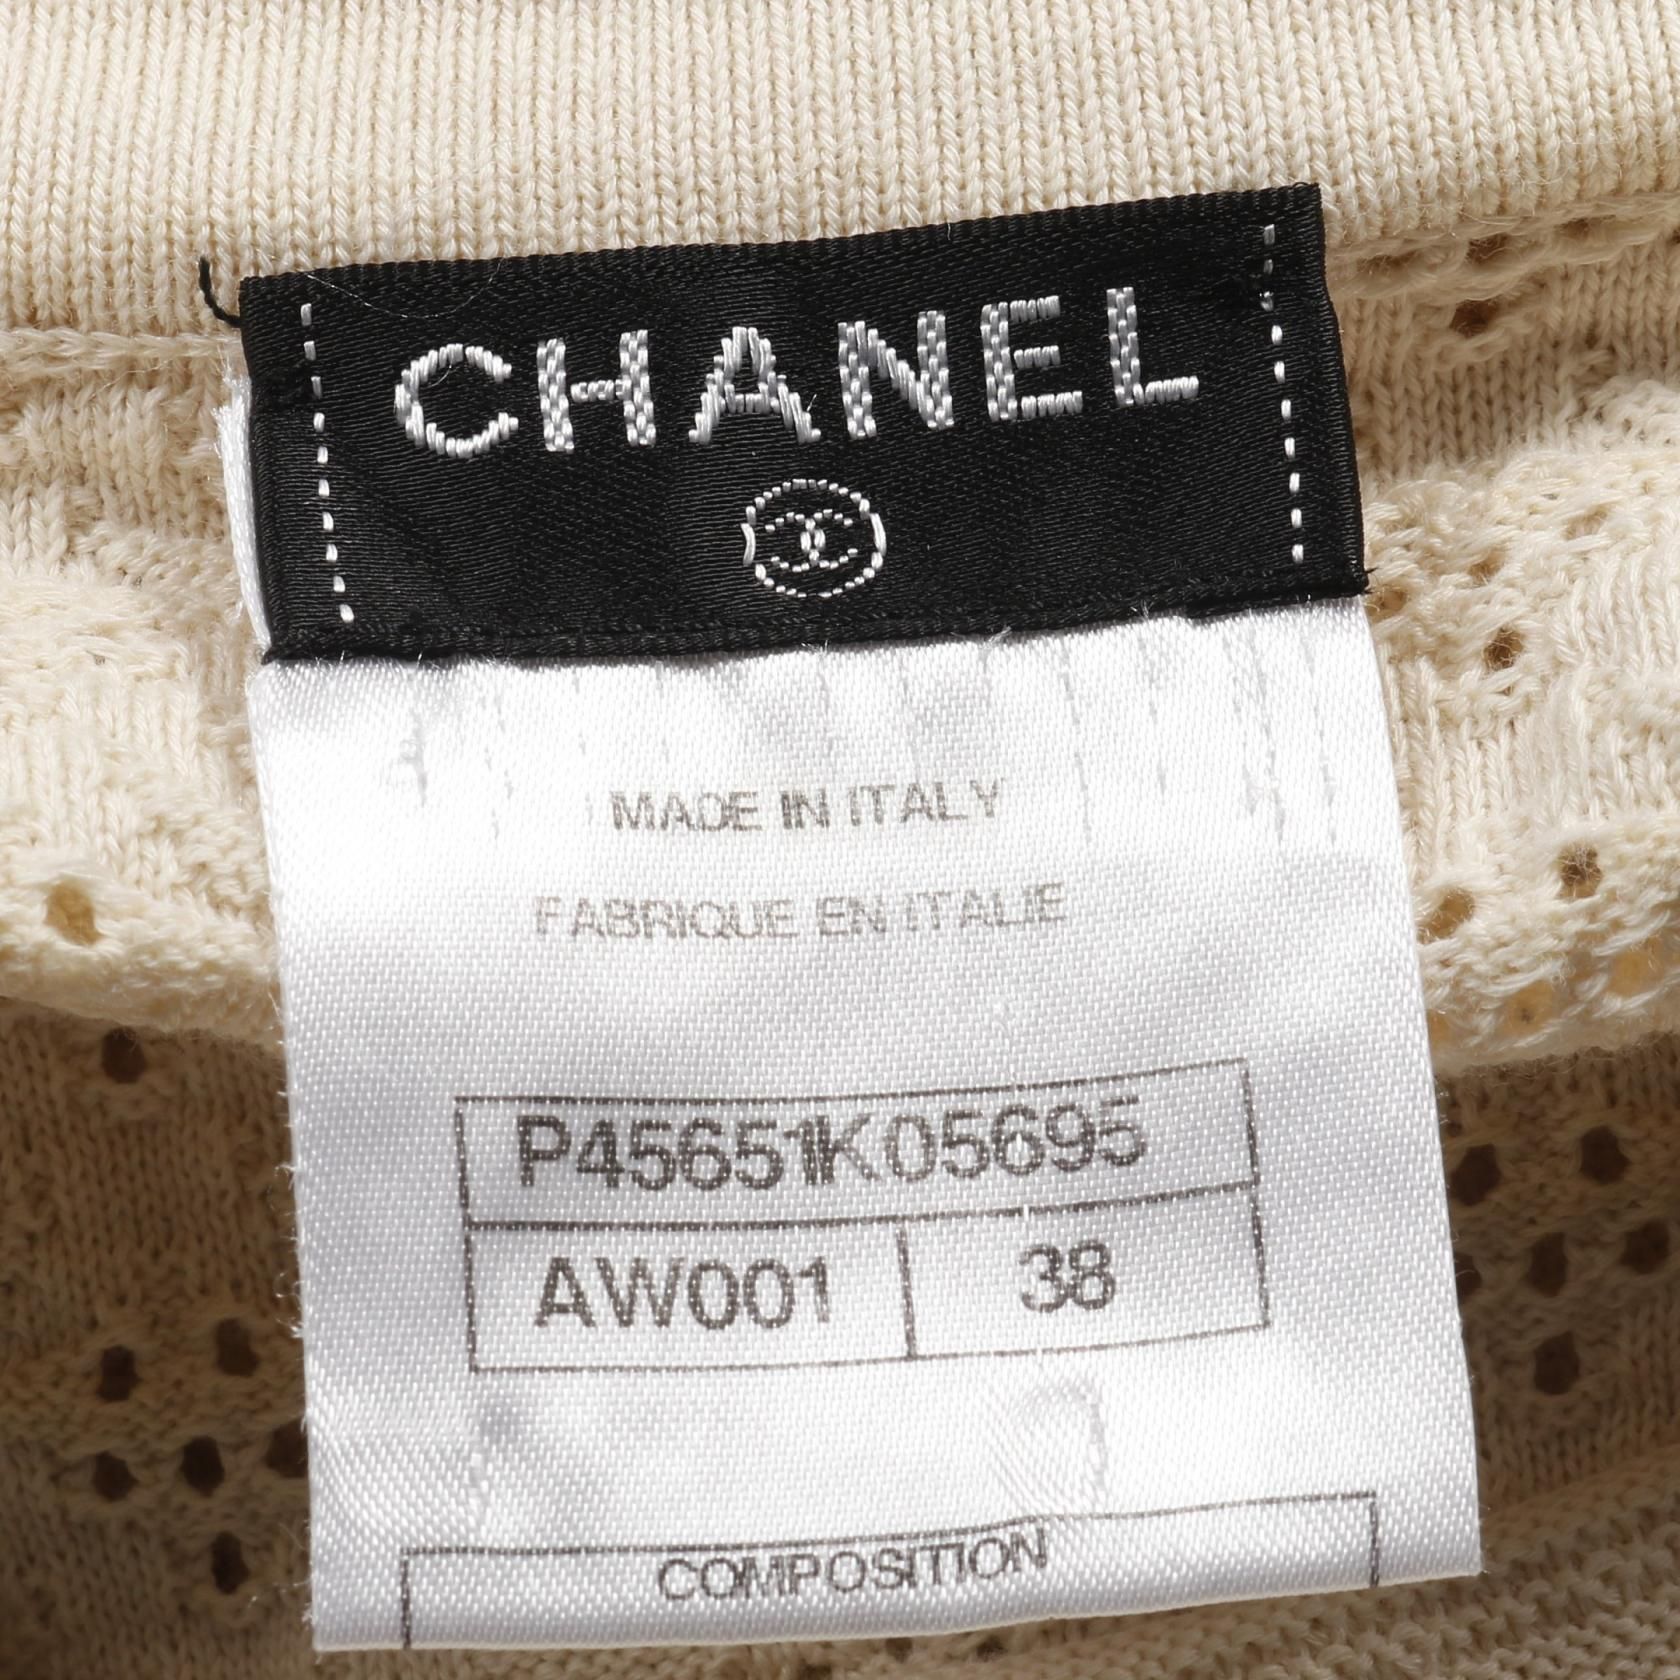 CHANEL
MADE IN ITALY
FABRIQUE EN ITALIE
P45651K05695
AW001 38
COMPOSITION